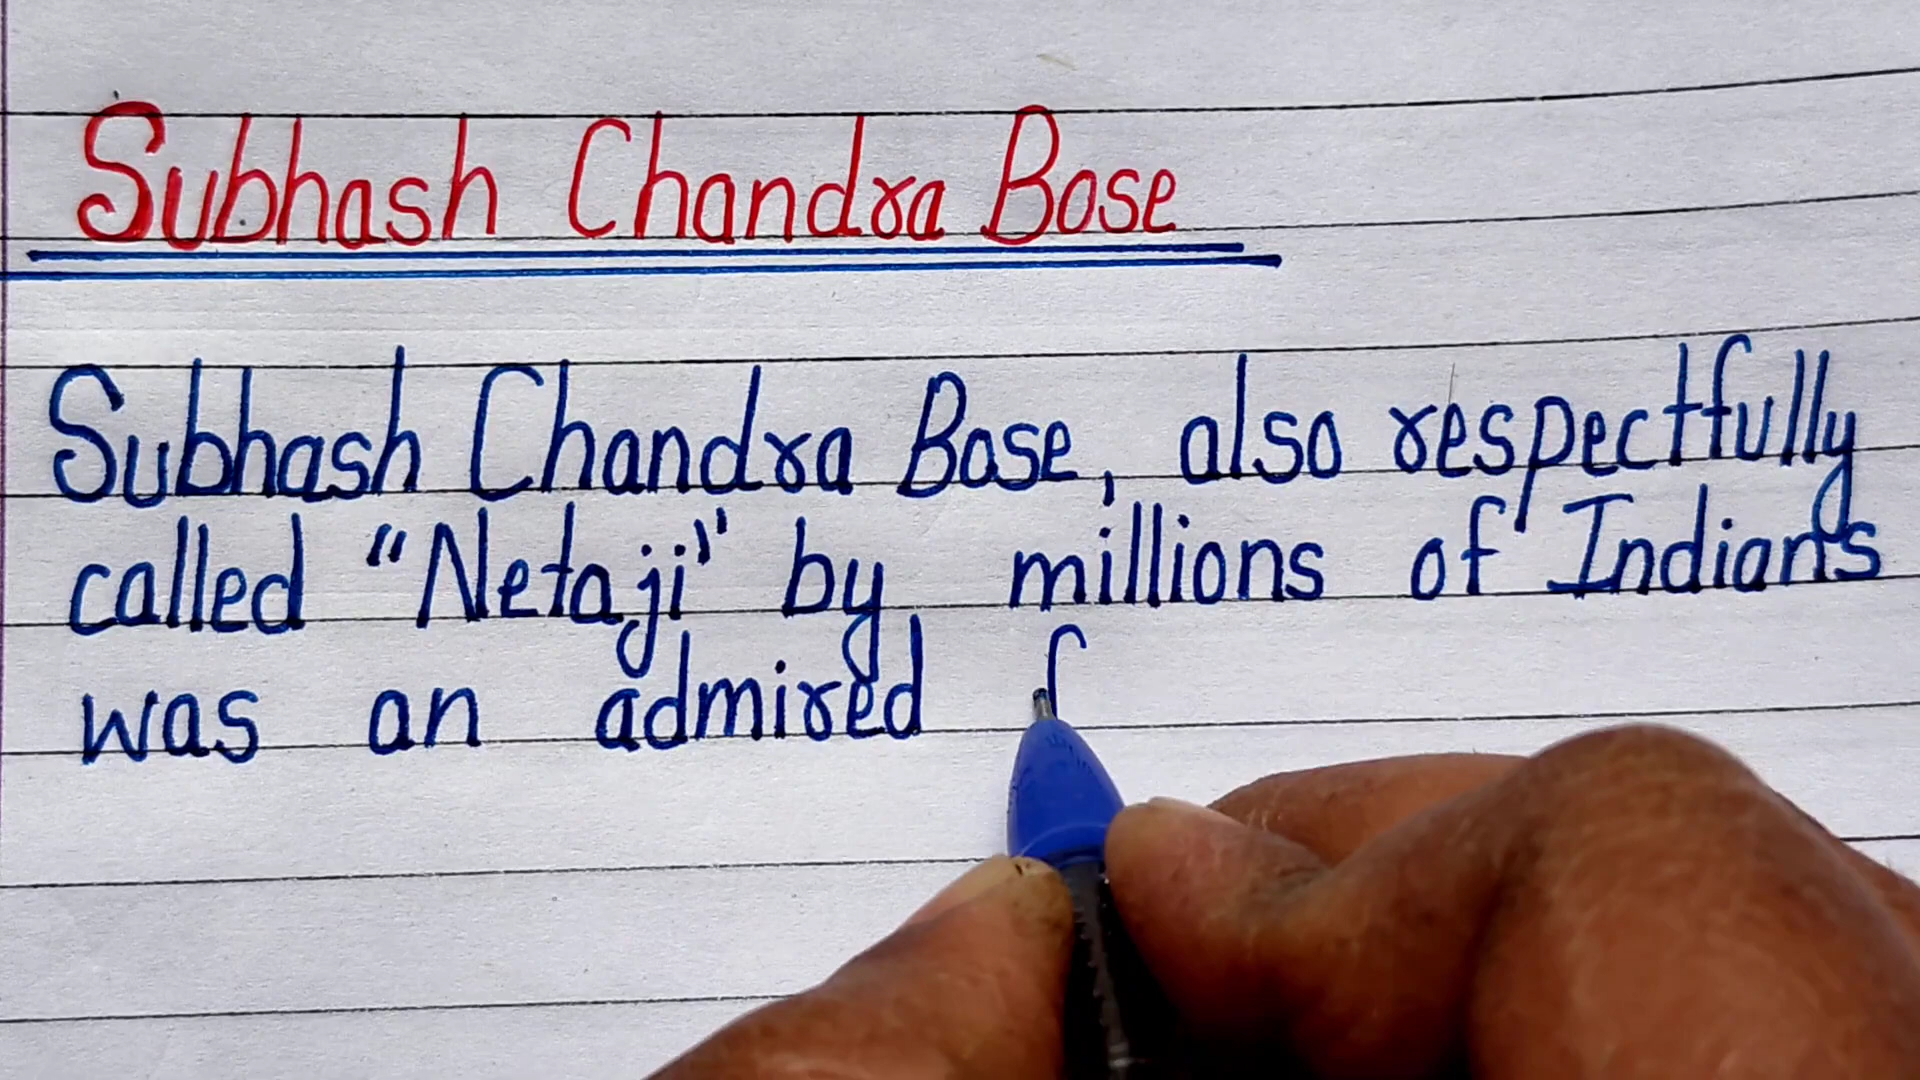 Subhash Chandra Bose
Subhash Chandra Bose, also respectfully
called "Netaji" by millions of Indians
was an admired f